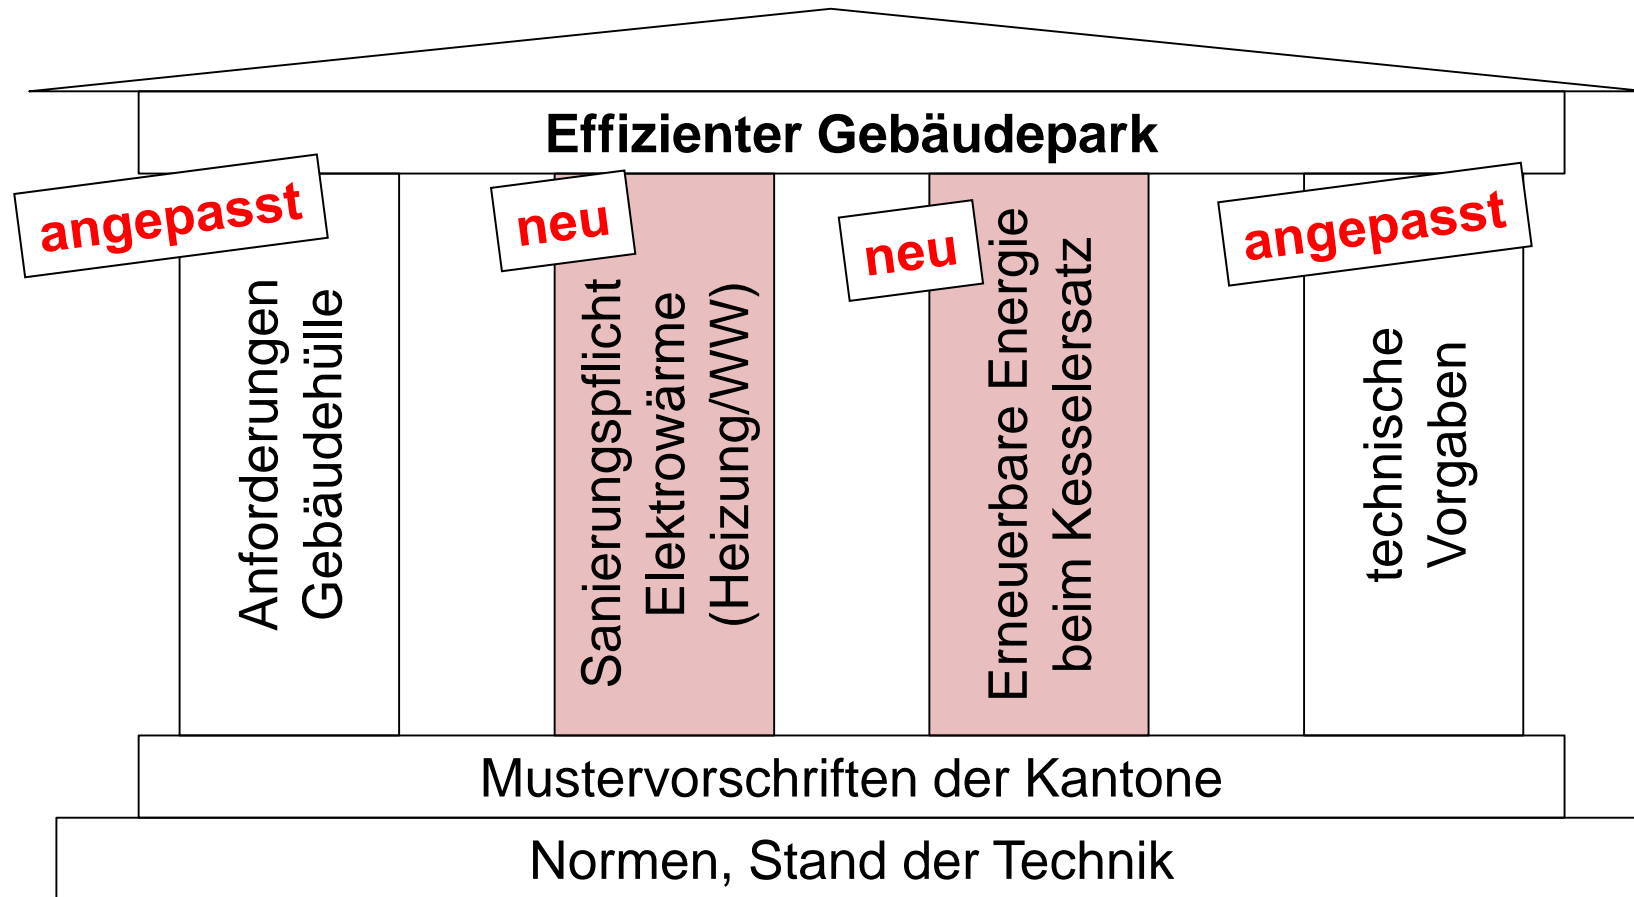 Effizienter Gebäudepark
angepasst
neu
neu
angepasst
Anforderungen
Gebäudehülle
Sanierungspflicht
Elektrowärme
(Heizung/WW)
Erneuerbare Energie
beim Kesselersatz
technische
Vorgaben
Mustervorschriften der Kantone
Normen, Stand der Technik